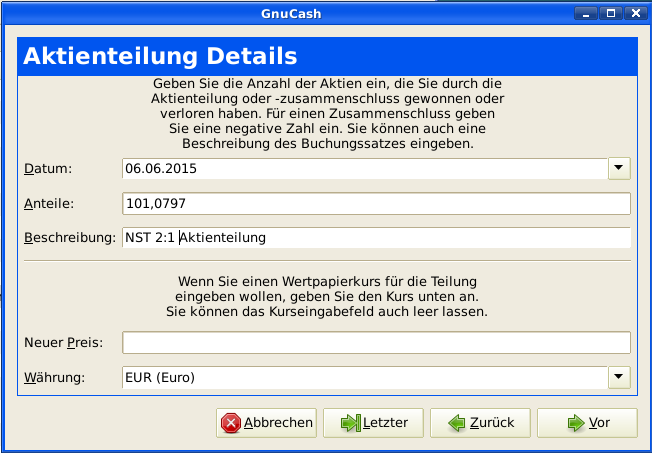 GnuCash
Aktienteilung Details
Geben Sie die Anzahl der Aktien ein, die Sie durch die
Aktienteilung oder -zusammenschluss gewonnen oder
verloren haben. Für einen Zusammenschluss geben
Sie eine negative Zahl ein. Sie können auch eine
Beschreibung des Buchungssatzes eingeben.
Datum: 06.06.2015
Anteile: 101,0797
Beschreibung: NST 2:1 Aktienteilung
Wenn Sie einen Wertpapierkurs für die Teilung
eingeben wollen, geben Sie den Kurs unten an.
Sie können das Kurseingabefeld auch leer lassen.
Neuer Preis:
Währung: EUR (Euro)
Abbrechen Letzter Zurück Vor